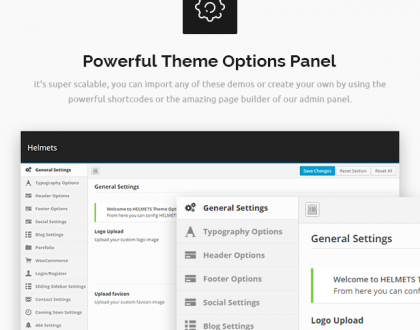 Powerful Theme Options Panel
It's super scalable, you can import any of these demos or create your own by using the
powerful shortcodes or the amazing page builder of our admin panel.
Helmets
General Settings
Save Changes
Reset Section
Reset All
Typography Options
Header Options
Footer Options
Social Settings
Blog Settings
Portfolio
WooCommerce
Login/Register
Sliding Sidebar Settings
Contact Settings
Coming Soon Settings
404 Settings
General Settings
Welcome to HELMETS Theme Opti
From here you can config HELMETS
Logo Upload
Upload your custom logo image
Upload favicon
Upload your custom favicon image
General Settings
Typography Options
Header Options
Footer Options
Social Settings
Blog Settings
General Settings
Welcome to HELMETS
From here you can conf
Logo Upload